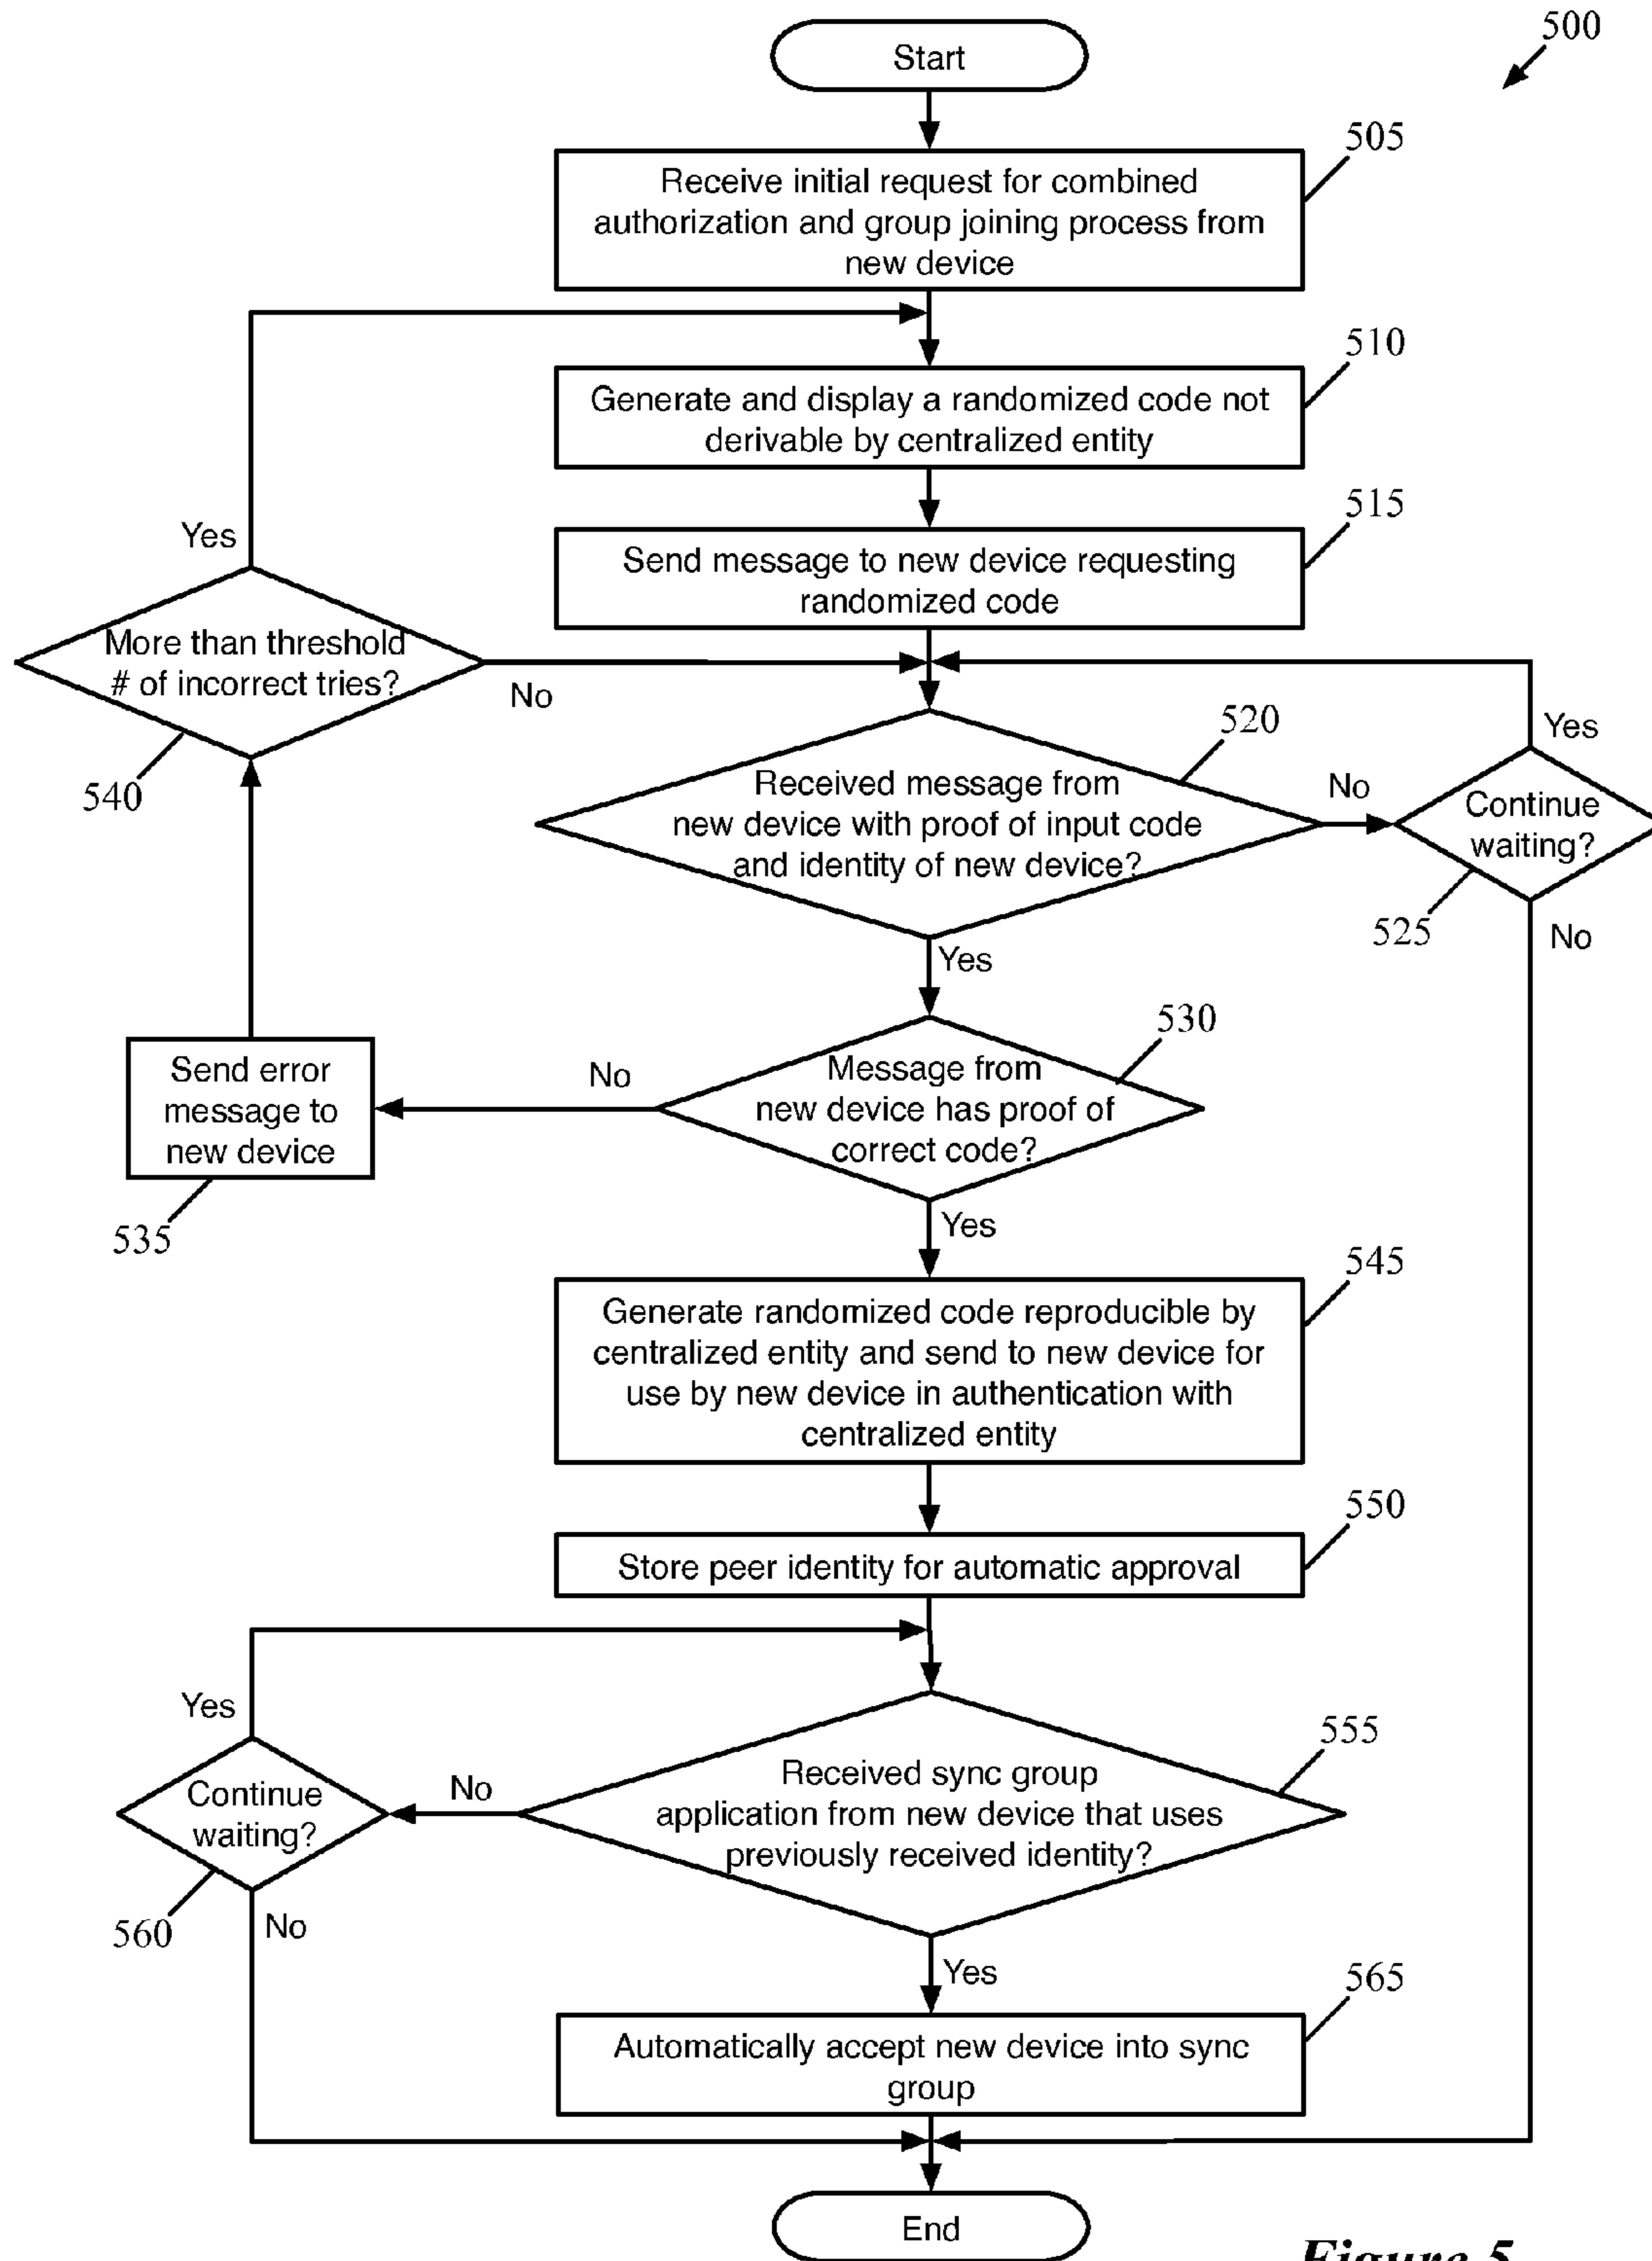 500
Start
505
Receive initial request for combined
authorization and group joining process from
new device
510
Generate and display a randomized code not
derivable by centralized entity
515
Send message to new device requesting
randomized code
Yes
More than threshold
# of incorrect tries?
No
540
520
Received message from
new device with proof of input code
and identity of new device?
No
Yes
Continue
waiting?
525
No
Yes
530
Message from
new device has proof of
correct code?
No
Send error
message to
new device
535
Yes
545
Generate randomized code reproducible by
centralized entity and send to new device for
use by new device in authentication with
centralized entity
550
Store peer identity for automatic approval
Yes
555
Received sync group
application from new device that uses
previously received identity?
No
Continue
waiting?
560
No
Yes
565
Automatically accept new device into sync
group
End
Figure 5